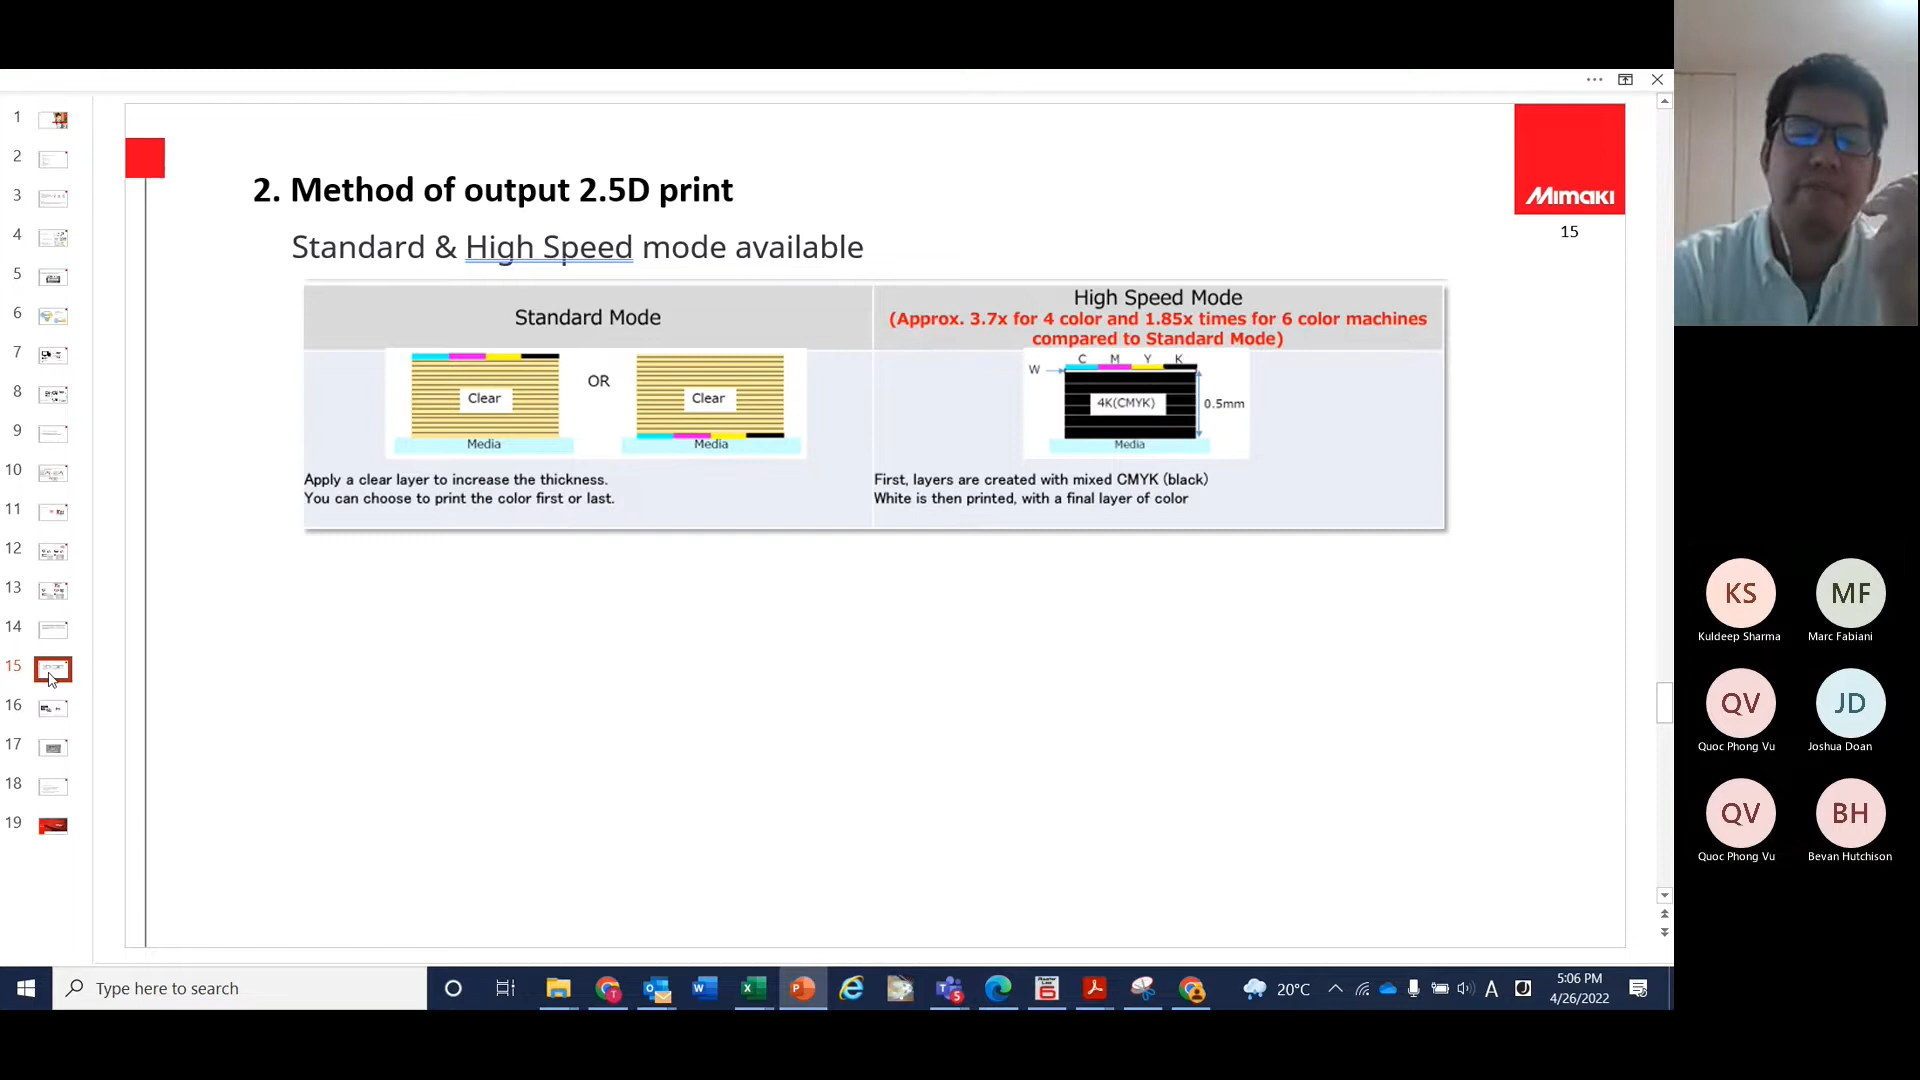 1
2
3
4
5
6
7
8
9
10
11
12
13
14
15
16
17
18
19
2. Method of output 2.5D print
Standard & High Speed mode available
Mimaki
15
Standard Mode
High Speed Mode
(Approx. 3.7x for 4 color and 1.85x times for 6 color machines
compared to Standard Mode)
Clear
Media
OR
Clear
Media
C M Y K
W
4K(CMYK)
0.5mm
Media
Apply a clear layer to increase the thickness.
You can choose to print the color first or last.
First, layers are created with mixed CMYK (black)
White is then printed, with a final layer of color
KS
Kuldeep Sharma
MF
Marc Fabiani
QV
Quoc Phong Vu
JD
Joshua Doan
QV
Quoc Phong Vu
BH
Bevan Hutchison
Type here to search
20°C
A
5:06 PM
4/26/2022